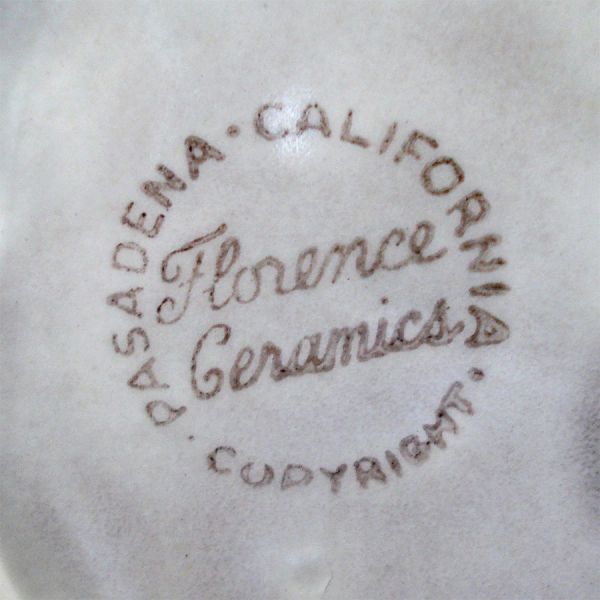 PASADENA · CALIFORNIA ·
Florence
Ceramics
COPYRIGHT